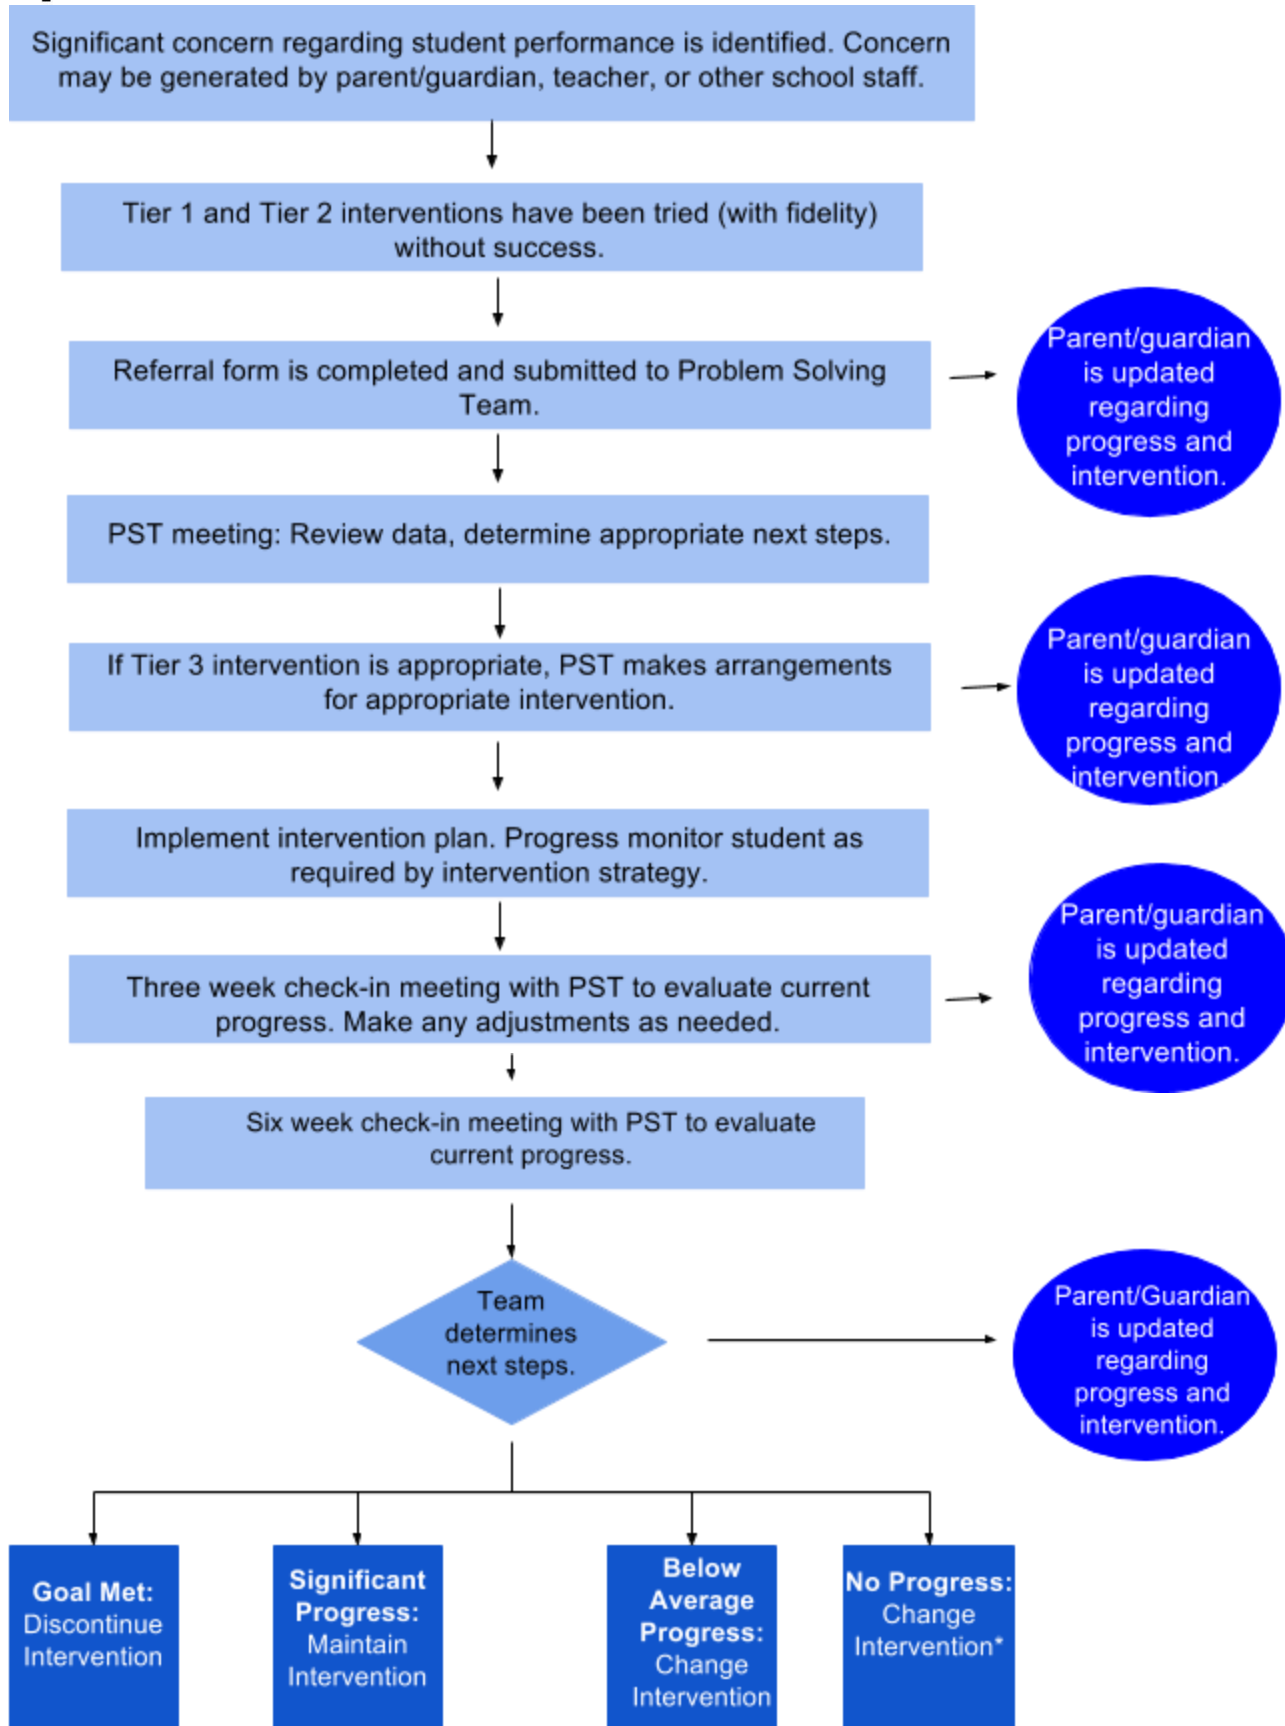 Significant concern regarding student performance is identified. Concern
may be generated by parent/guardian, teacher, or other school staff.
Tier 1 and Tier 2 interventions have been tried (with fidelity)
without success.
Referral form is completed and submitted to Problem Solving
Team.
Parent/guardian
is updated
regarding
progress and
intervention.
PST meeting: Review data, determine appropriate next steps.
If Tier 3 intervention is appropriate, PST makes arrangements
for appropriate intervention.
Parent/guardian
is updated
regarding
progress and
intervention.
Implement intervention plan. Progress monitor student as
required by intervention strategy.
Three week check-in meeting with PST to evaluate current
progress. Make any adjustments as needed.
Parent/guardian
is updated
regarding
progress and
intervention.
Six week check-in meeting with PST to evaluate
current progress.
Team
determines
next steps.
Parent/Guardian
is updated
regarding
progress and
intervention.
Goal Met:
Discontinue
Intervention
Significant
Progress:
Maintain
Intervention
Below
Average
Progress:
Change
Intervention
No Progress:
Change
Intervention*